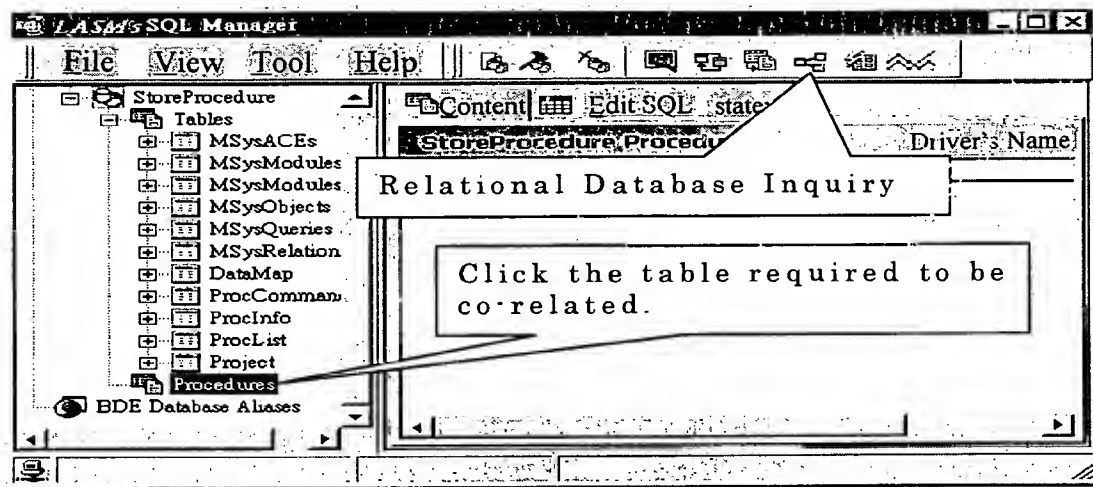 LASM's SQL Manager
File View Tool Help
StoreProcedure
Tables
MSysACEs
MSysModules
MSysModules
MSysObjects
MSysQueries
MSysRelation
DataMap
ProcComman
ProcInfo
ProcList
Project
Procedures
BDE Database Aliases
Content Edit SQL state
StoreProcedure Procedu Driver's Name
Relational Database Inquiry
Click the table required to be
co-related.